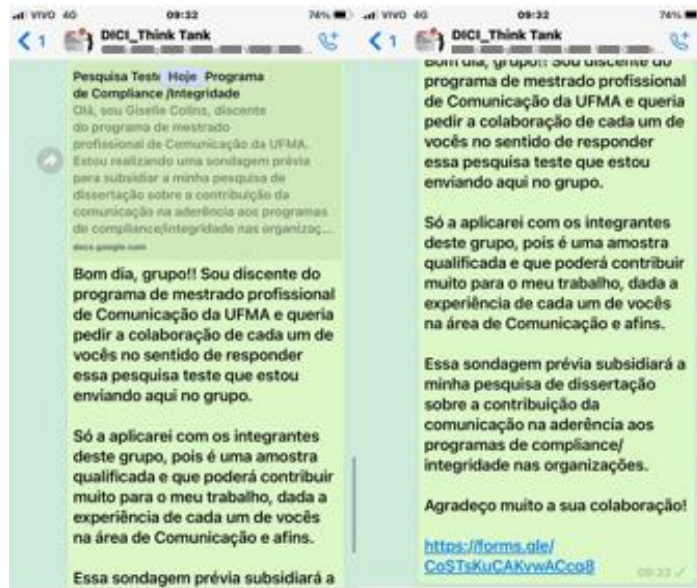 VIVO 4G 09:32 74%
1 DICI_Think Tank
Pesquisa Teste Hoje Programa
de Compliance /Integridade
Olá, sou Giselle Colins, discente
do programa de mestrado
profissional de Comunicação da UFMA.
Estou realizando uma sondagem prévia
para subsidiar a minha pesquisa de
dissertação sobre a contribuição da
comunicação na aderência aos programas
de compliance/integridade nas organizaç...
docs.google.com
Bom dia, grupo!! Sou discente do
programa de mestrado profissional
de Comunicação da UFMA e queria
pedir a colaboração de cada um de
vocês no sentido de responder
essa pesquisa teste que estou
enviando aqui no grupo.
Só a aplicarei com os integrantes
deste grupo, pois é uma amostra
qualificada e que poderá contribuir
muito para o meu trabalho, dada a
experiência de cada um de vocês
na área de Comunicação e afins.
Essa sondagem prévia subsidiará a
VIVO 4G 09:32 74%
1 DICI_Think Tank
Bom dia, grupo!! Sou discente do
programa de mestrado profissional
de Comunicação da UFMA e queria
pedir a colaboração de cada um de
vocês no sentido de responder
essa pesquisa teste que estou
enviando aqui no grupo.
Só a aplicarei com os integrantes
deste grupo, pois é uma amostra
qualificada e que poderá contribuir
muito para o meu trabalho, dada a
experiência de cada um de vocês
na área de Comunicação e afins.
Essa sondagem prévia subsidiará a
minha pesquisa de dissertação
sobre a contribuição da
comunicação na aderência aos
programas de compliance/
integridade nas organizações.
Agradeço muito a sua colaboração!
https://forms.gle/
CoSTsKuCAKvwACcq8
09:33